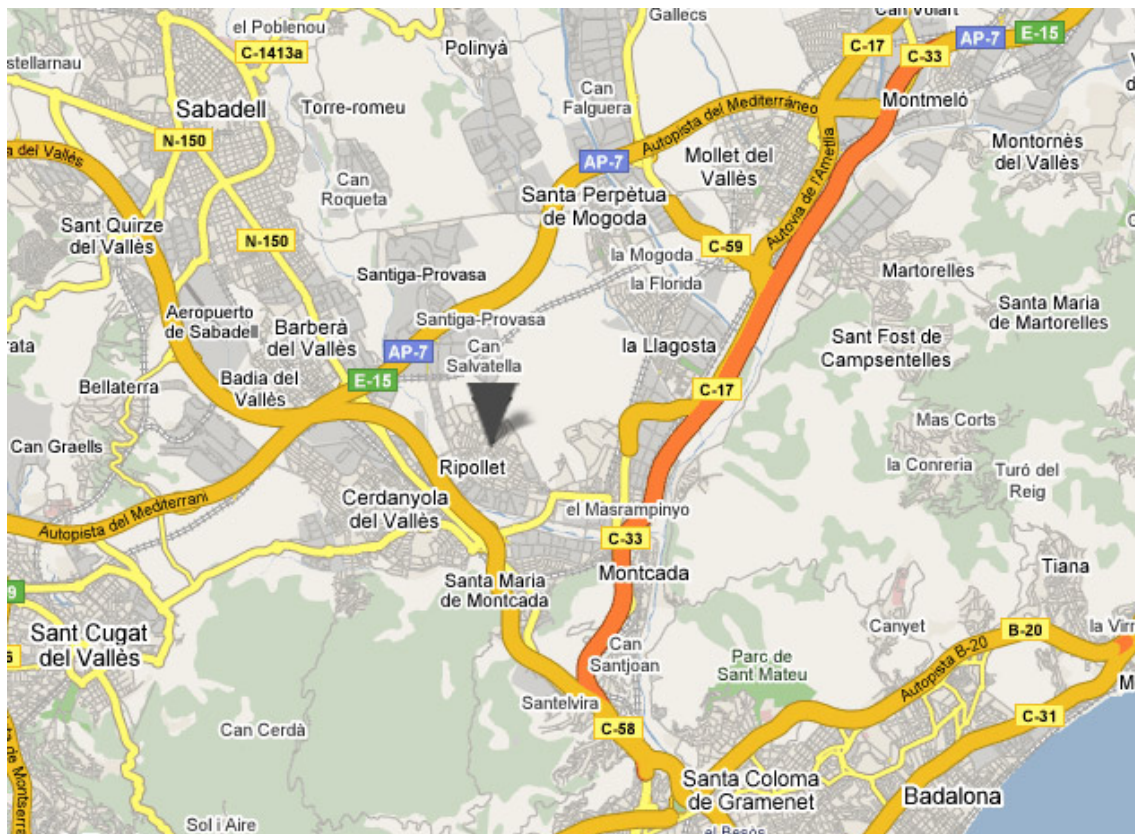 el Poblenou
Gallecs
Can Volart
C-1413a
Polinyà
C-17
AP-7
E-15
C-33
stellarnau
Can
Falguera
Sabadell
Torre-romeu
Autopista del Mediterráneo
Montmeló
N-150
a del Vallès
AP-7
Mollet del
Vallès
Montornès
del Vallès
Can
Roqueta
Santa Perpètua
de Mogoda
Autovia de l'Ametlla
Sant Quirze
del Vallès
N-150
C-59
la Mogoda
la Florida
Santiga-Provasa
Martorelles
Aeropuerto
de Sabadell
Barberà
del Vallès
Santiga-Provasa
Santa Maria
de Martorelles
rata
AP-7
Can
Salvatella
la Llagosta
Sant Fost de
Campsentelles
Bellaterra
Badia del
Vallès
E-15
C-17
Mas Corts
Can Graells
Ripollet
la Conreria
Turó del
Reig
Cerdanyola
del Vallès
el Masrampinyo
Autopista del Mediterrani
C-33
Montcada
Tiana
Santa Maria
de Montcada
9
Sant Cugat
del Vallès
6
Can
Santjoan
Canyet
B-20
la Virr
Parc de
Sant Mateu
Autopista B-20
M
Santelvira
Can Cerdà
C-58
C-31
a de Montserra
Santa Coloma
de Gramenet
Badalona
Sol i Aire
el Besòs